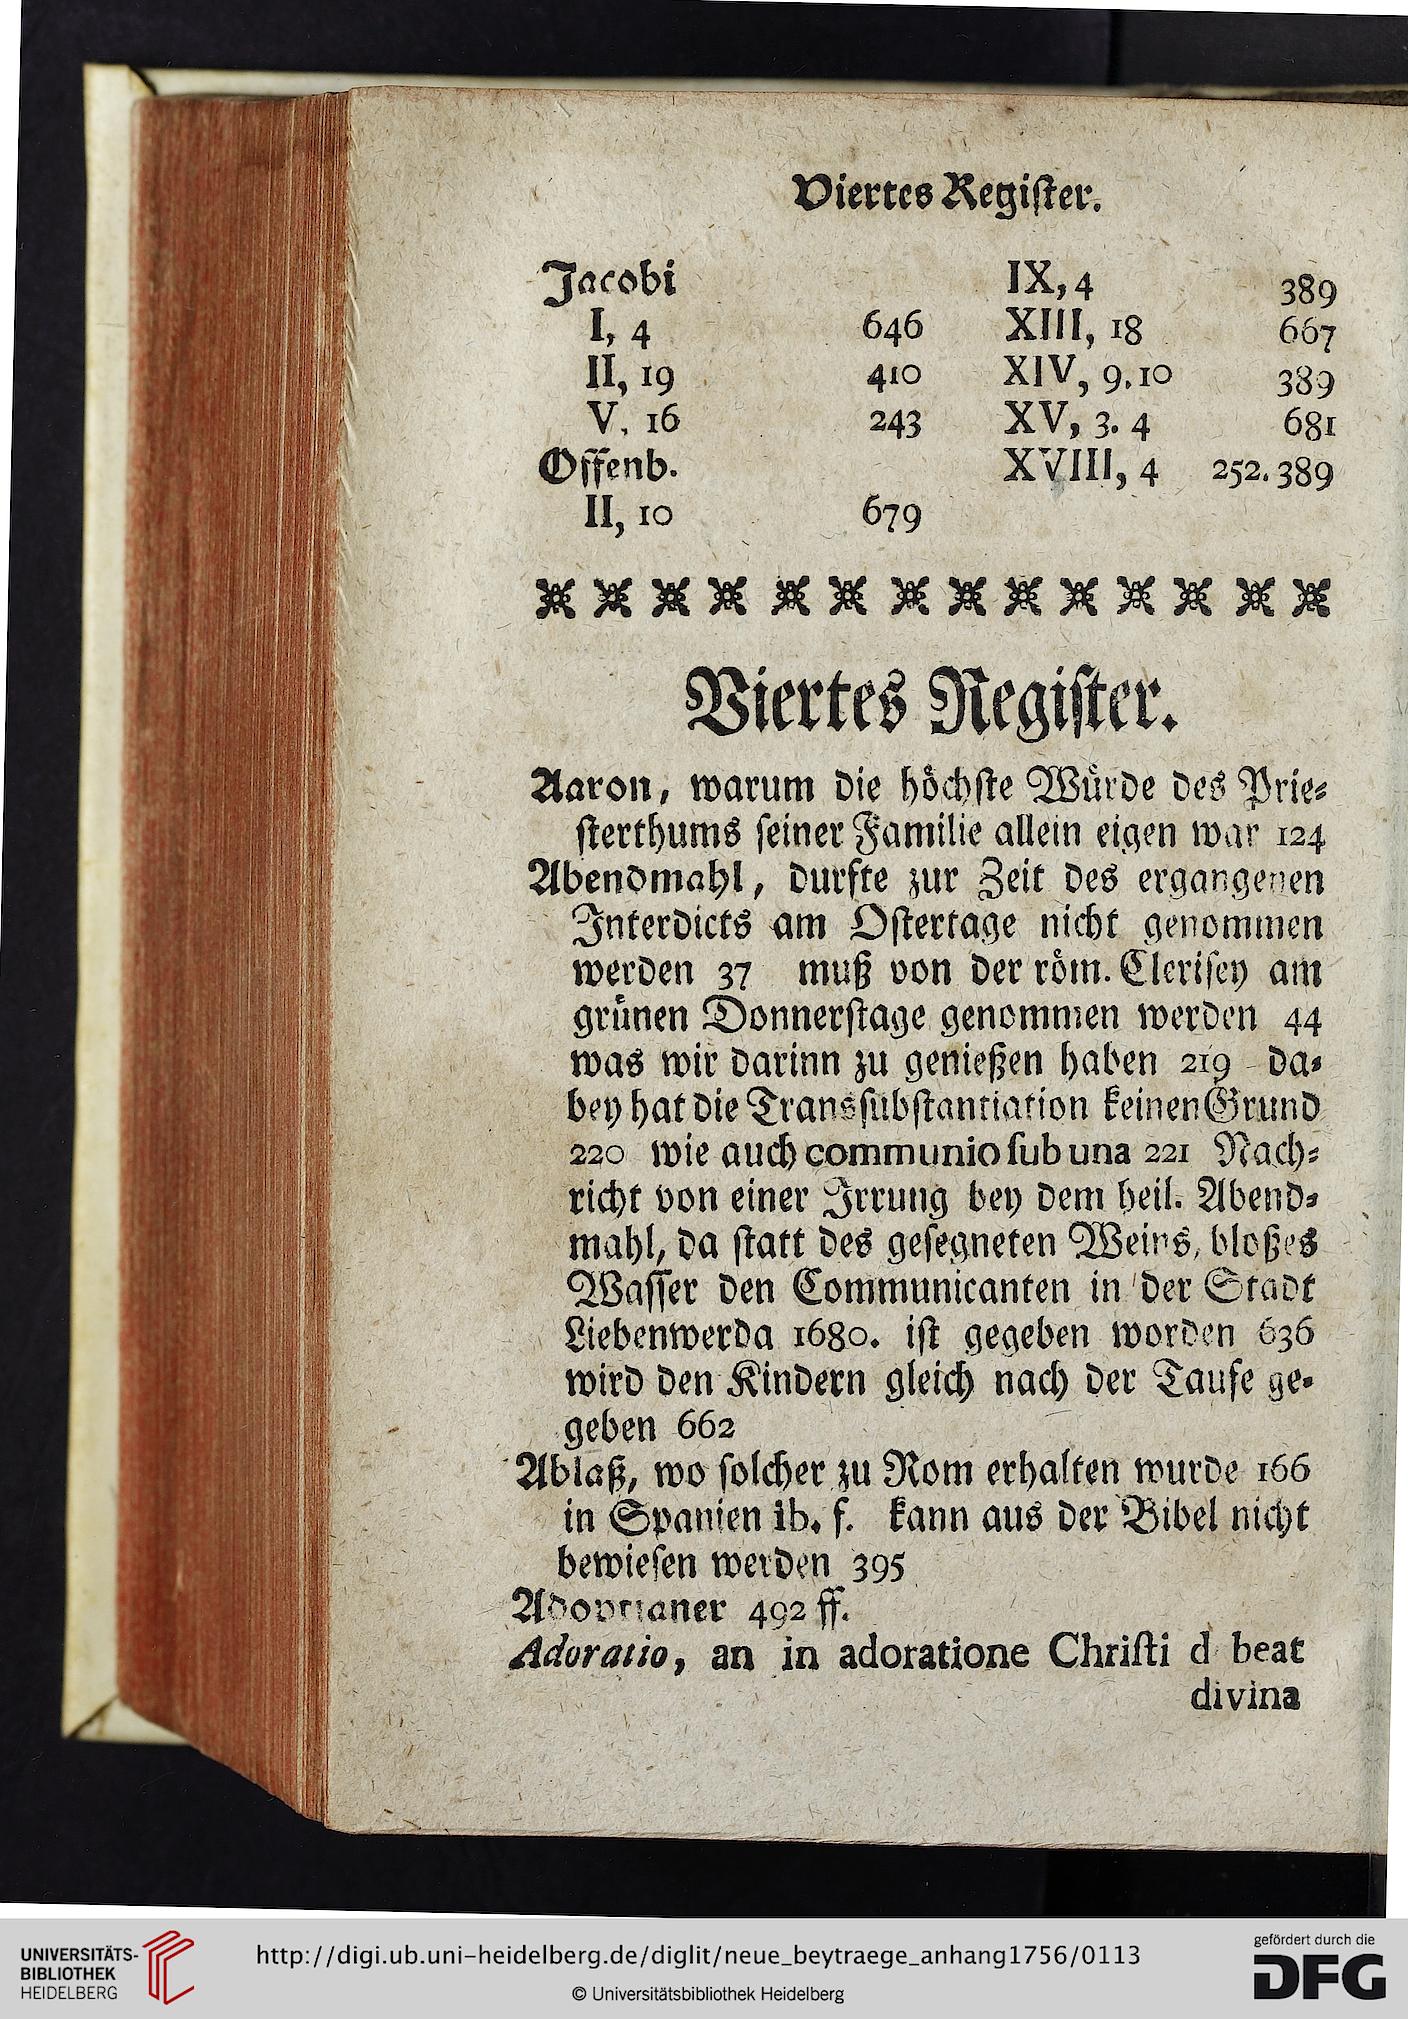 Viertes Regiſter.
Jacobi
I, 4 646
II, 19 410
V, 16 243
Offenb.
II, 10 679
IX, 4 389
XIII, 18 667
XIV, 9. 10 389
XV, 3. 4 681
XVIII, 4 252. 389
Viertes Regiſter.
Aaron, warum die höchſte Würde des Prie⸗
ſterthums ſeiner Familie allein eigen war 124
Abendmahl, durfte zur Zeit des ergangenen
Interdicts am Oſtertage nicht genommen
werden 37 muß von der röm. Cleriſey am
grünen Donnerſtage genommen werden 44
was wir darinn zu genießen haben 219 da⸗
bey hat die Transſubſtantiation keinen Grund
220 wie auch communio ſub una 221 Nach⸗
richt von einer Irrung bey dem heil. Abend⸗
mahl, da ſtatt des geſegneten Weins, bloßes
Waſſer den Communicanten in der Stadt
Liebenwerda 1680. iſt gegeben worden 636
wird den Kindern gleich nach der Taufe ge⸗
geben 662
Ablaß, wo ſolcher zu Rom erhalten wurde 166
in Spanien ib. f. kann aus der Bibel nicht
bewieſen werden 395
Adoptianer 492 ff.
Adoratio, an in adoratione Chriſti d beat
divina
UNIVERSITÄTS-
BIBLIOTHEK
HEIDELBERG
http://digi.ub.uni-heidelberg.de/diglit/neue_beytraege_anhang1756/0113
© Universitätsbibliothek Heidelberg
gefördert durch die
DFG